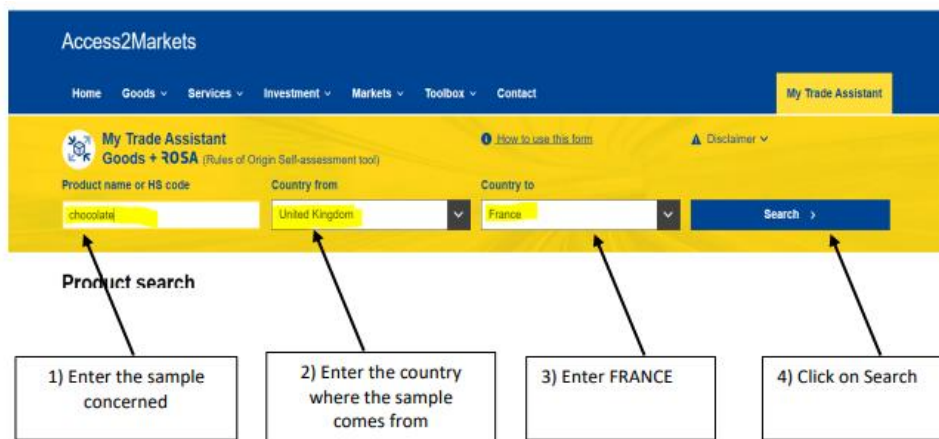 Access2Markets
Home Goods Services Investment Markets Toolbox Contact My Trade Assistant
My Trade Assistant
Goods + ROSA (Rules of Origin Self-assessment tool)
How to use this form
Disclaimer
Product name or HS code Country from Country to
chocolate United Kingdom France Search >
Product search
1) Enter the sample
concerned
2) Enter the country
where the sample
comes from
3) Enter FRANCE
4) Click on Search